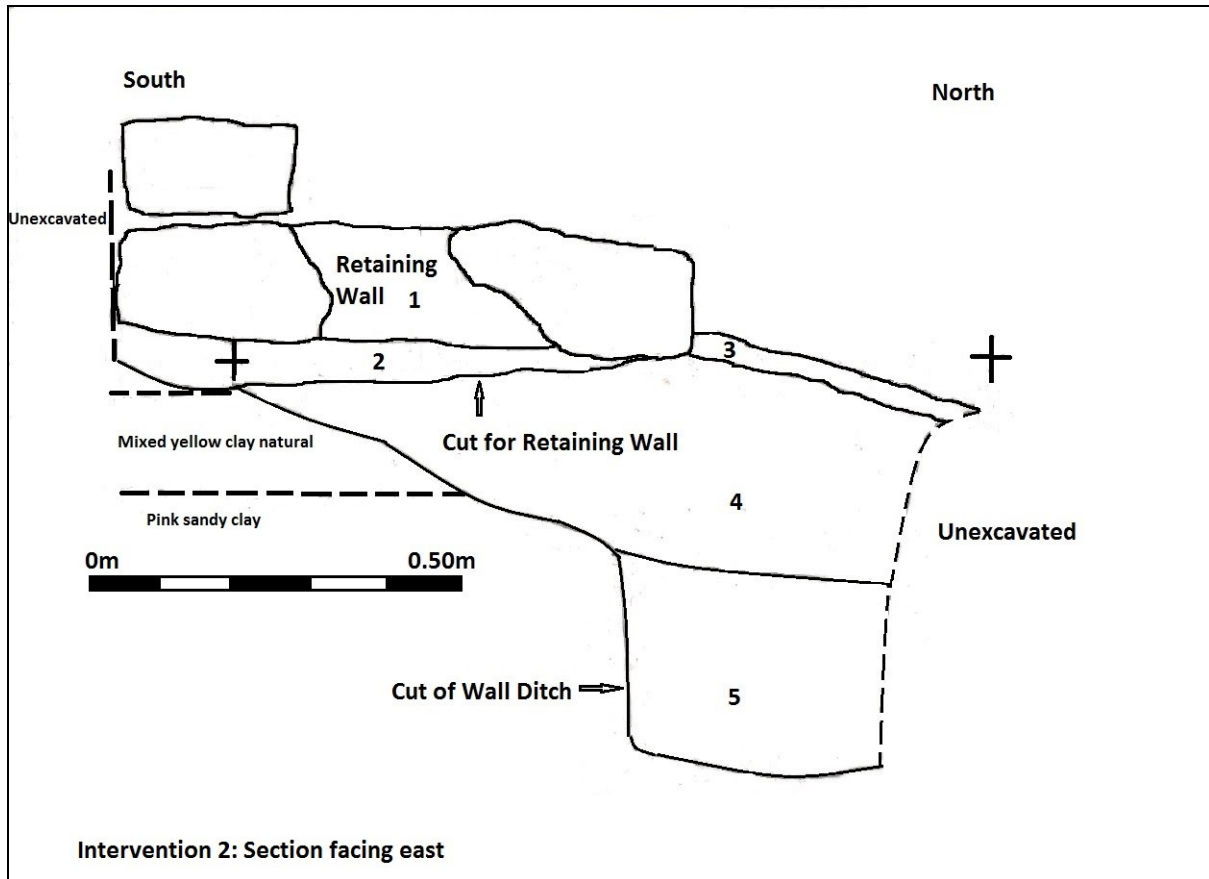 South
North
Unexcavated
Retaining
Wall 1
2
3
Cut for Retaining Wall
Mixed yellow clay natural
4
Pink sandy clay
Unexcavated
0m 0.50m
Cut of Wall Ditch
5
Intervention 2: Section facing east